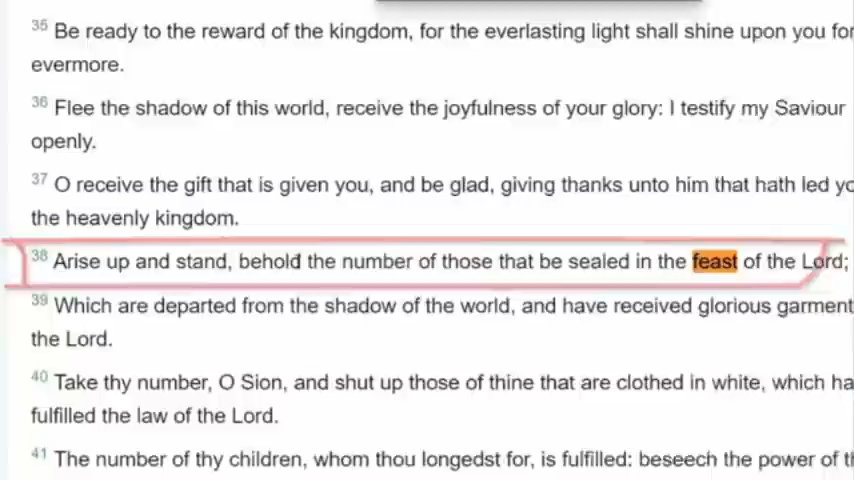 35 Be ready to the reward of the kingdom, for the everlasting light shall shine upon you for
evermore.
36 Flee the shadow of this world, receive the joyfulness of your glory: I testify my Saviour
openly.
37 O receive the gift that is given you, and be glad, giving thanks unto him that hath led yo
the heavenly kingdom.
38 Arise up and stand, behold the number of those that be sealed in the feast of the Lord;
39 Which are departed from the shadow of the world, and have received glorious garment
the Lord.
40 Take thy number, O Sion, and shut up those of thine that are clothed in white, which ha
fulfilled the law of the Lord.
41 The number of thy children, whom thou longedst for, is fulfilled: beseech the power of th